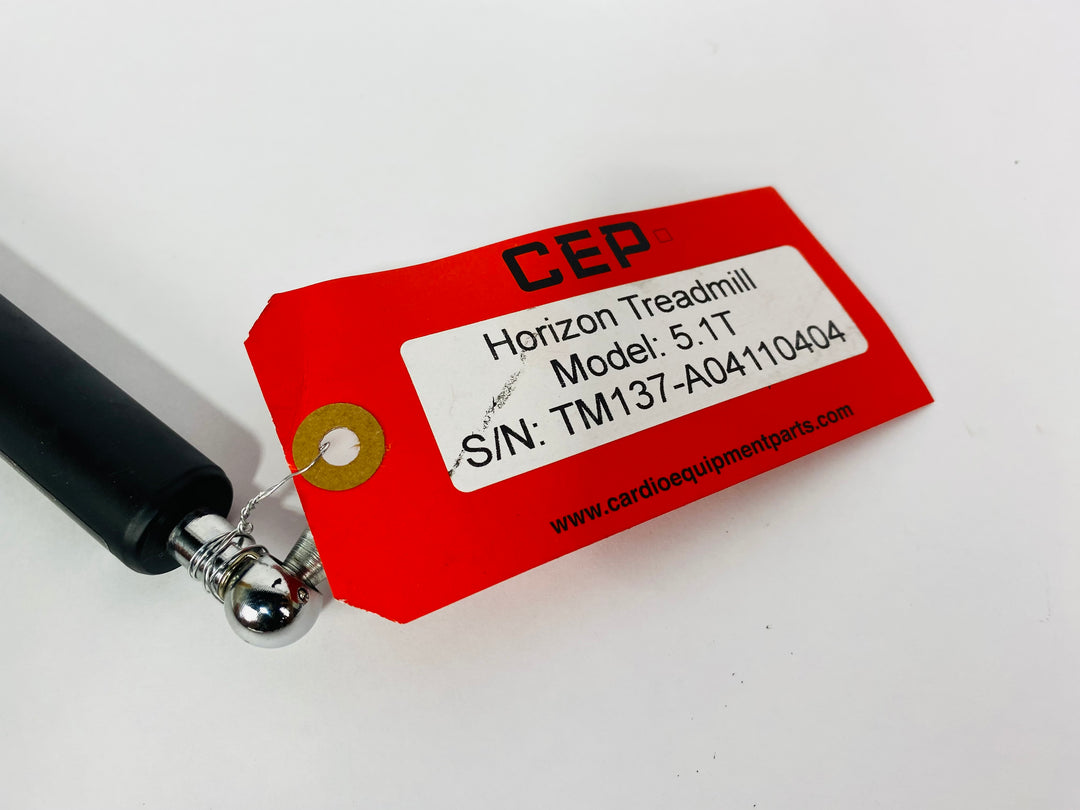 CEP
Horizon Treadmill
Model: 5.1T
S/N: TM137-A04110404
www.cardioequipmentparts.com